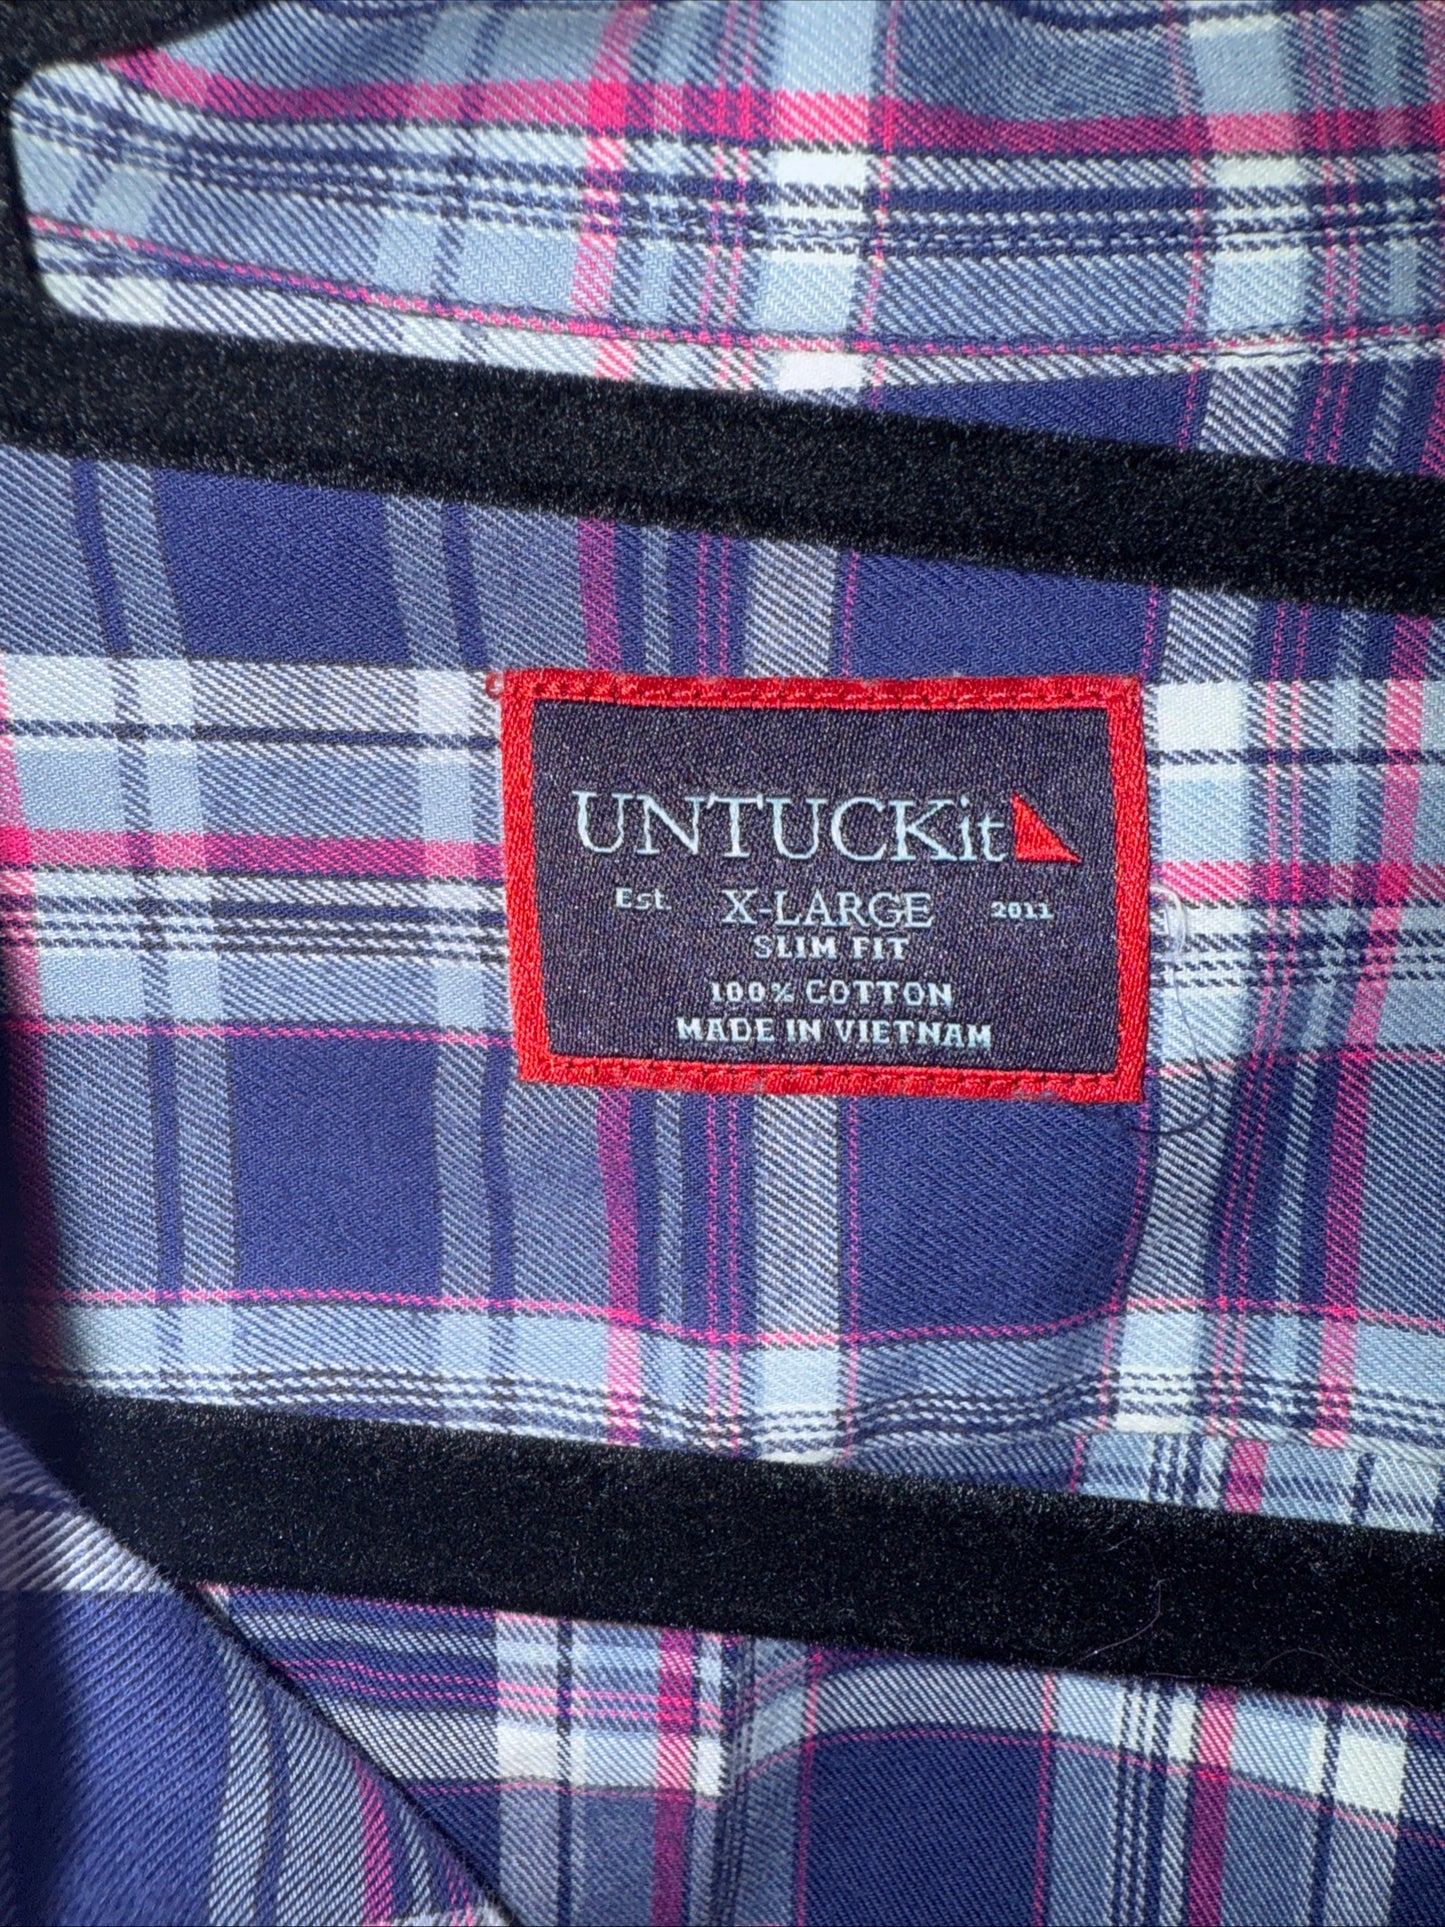 UNTUCKit
Est. X-LARGE 2011
SLIM FIT
100% COTTON
MADE IN VIETNAM